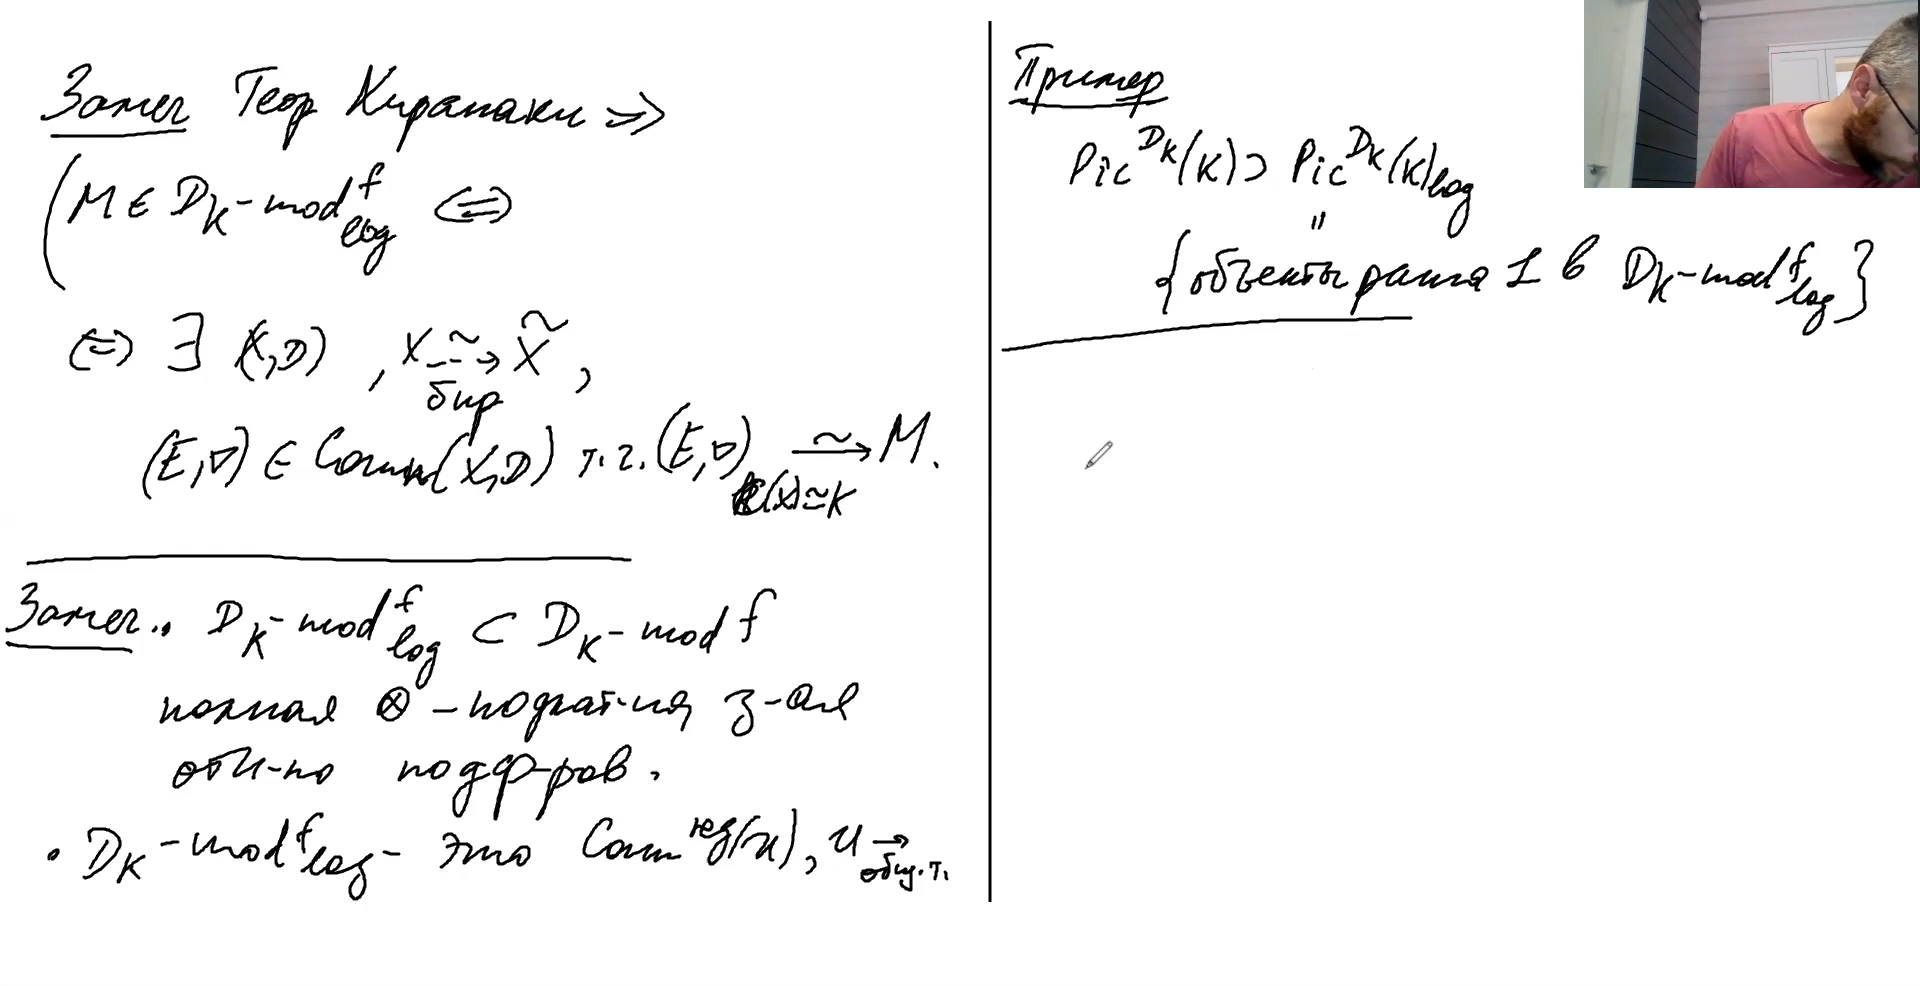 Замеч Теор Хиронаки ⇒
(M ∈ D_K-mod^f_log ⇔
⇔ ∃ (X,D) , X ⇢̃ X̃ ,
бир
(E,∇) ∈ Conn(X,D) т.ч. (E,∇)_{ℂ(X)≃K} ⥲ M.
Замеч.. D_K-mod^f_log ⊂ D_K-mod f
полная ⊗-подкат-ия з-ая
отн-но подф-ров.
• D_K-mod^f_log - это Conn^reg(U), U →
общ.т.
Пример
Pic^{D_K}(K) ⊃ Pic^{D_K}(K)_log
"
{объекты ранга 1 в D_K-mod^f_log}